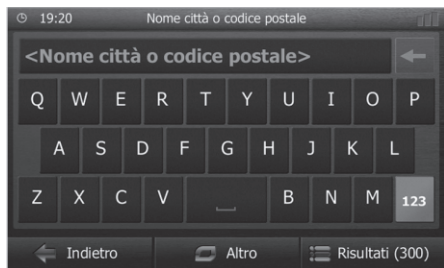 19:20 Nome città o codice postale
<Nome città o codice postale>
Q W E R T Y U I O P
A S D F G H J K L
Z X C V B N M 123
Indietro Altro Risultati (300)